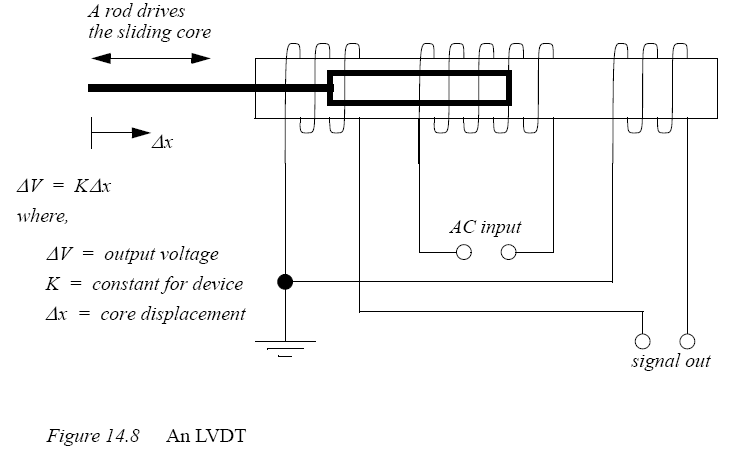 A rod drives
the sliding core
Δx
ΔV = KΔx
where,
AC input
ΔV = output voltage
K = constant for device
Δx = core displacement
signal out
Figure 14.8 An LVDT